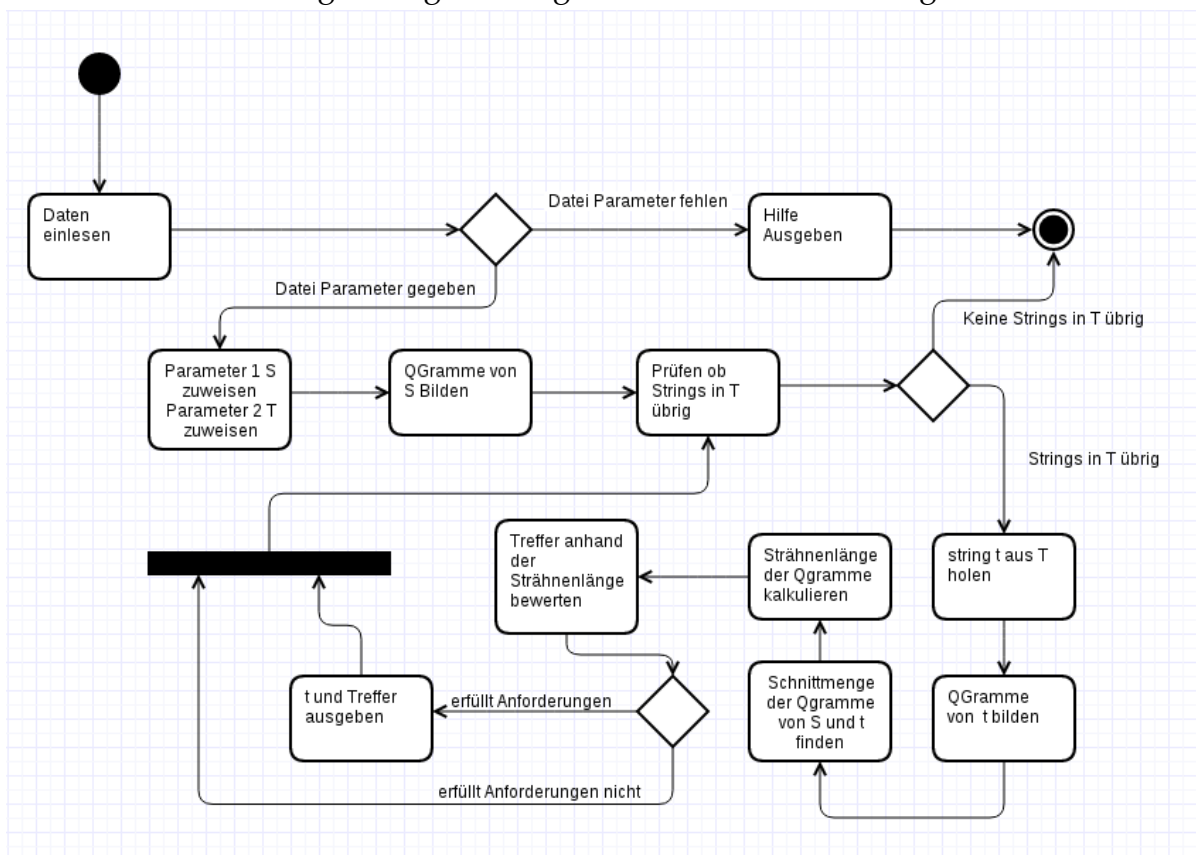 Datei Parameter fehlen
Daten
einlesen
Hilfe
Ausgeben
Datei Parameter gegeben
Keine Strings in T übrig
Parameter 1 S
zuweisen
Parameter 2 T
zuweisen
QGramme von
S Bilden
Prüfen ob
Strings in T
übrig
Strings in T übrig
Treffer anhand
der
Strähnenlänge
bewerten
Strähnenlänge
der Qgramme
kalkulieren
string t aus T
holen
t und Treffer
ausgeben
erfüllt Anforderungen
Schnittmenge
der Qgramme
von S und t
finden
QGramme
von t bilden
erfüllt Anforderungen nicht